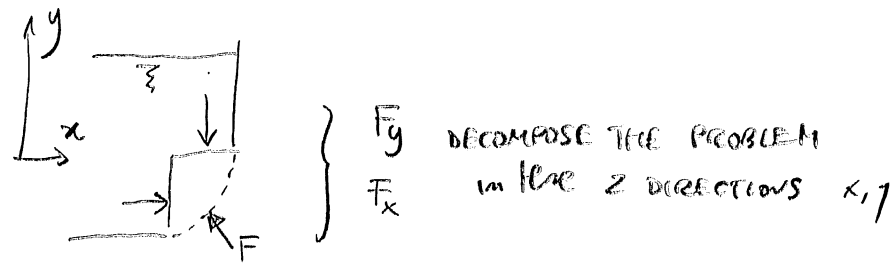 y
x
F
Fy DECOMPOSE THE PROBLEM
Fx in the 2 DIRECTIONS x, y